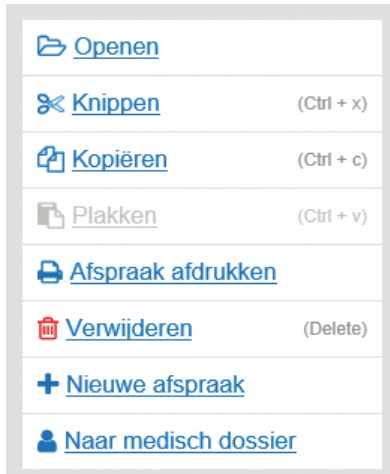 Openen
Knippen (Ctrl + x)
Kopiëren (Ctrl + c)
Plakken (Ctrl + v)
Afspraak afdrukken
Verwijderen (Delete)
Nieuwe afspraak
Naar medisch dossier